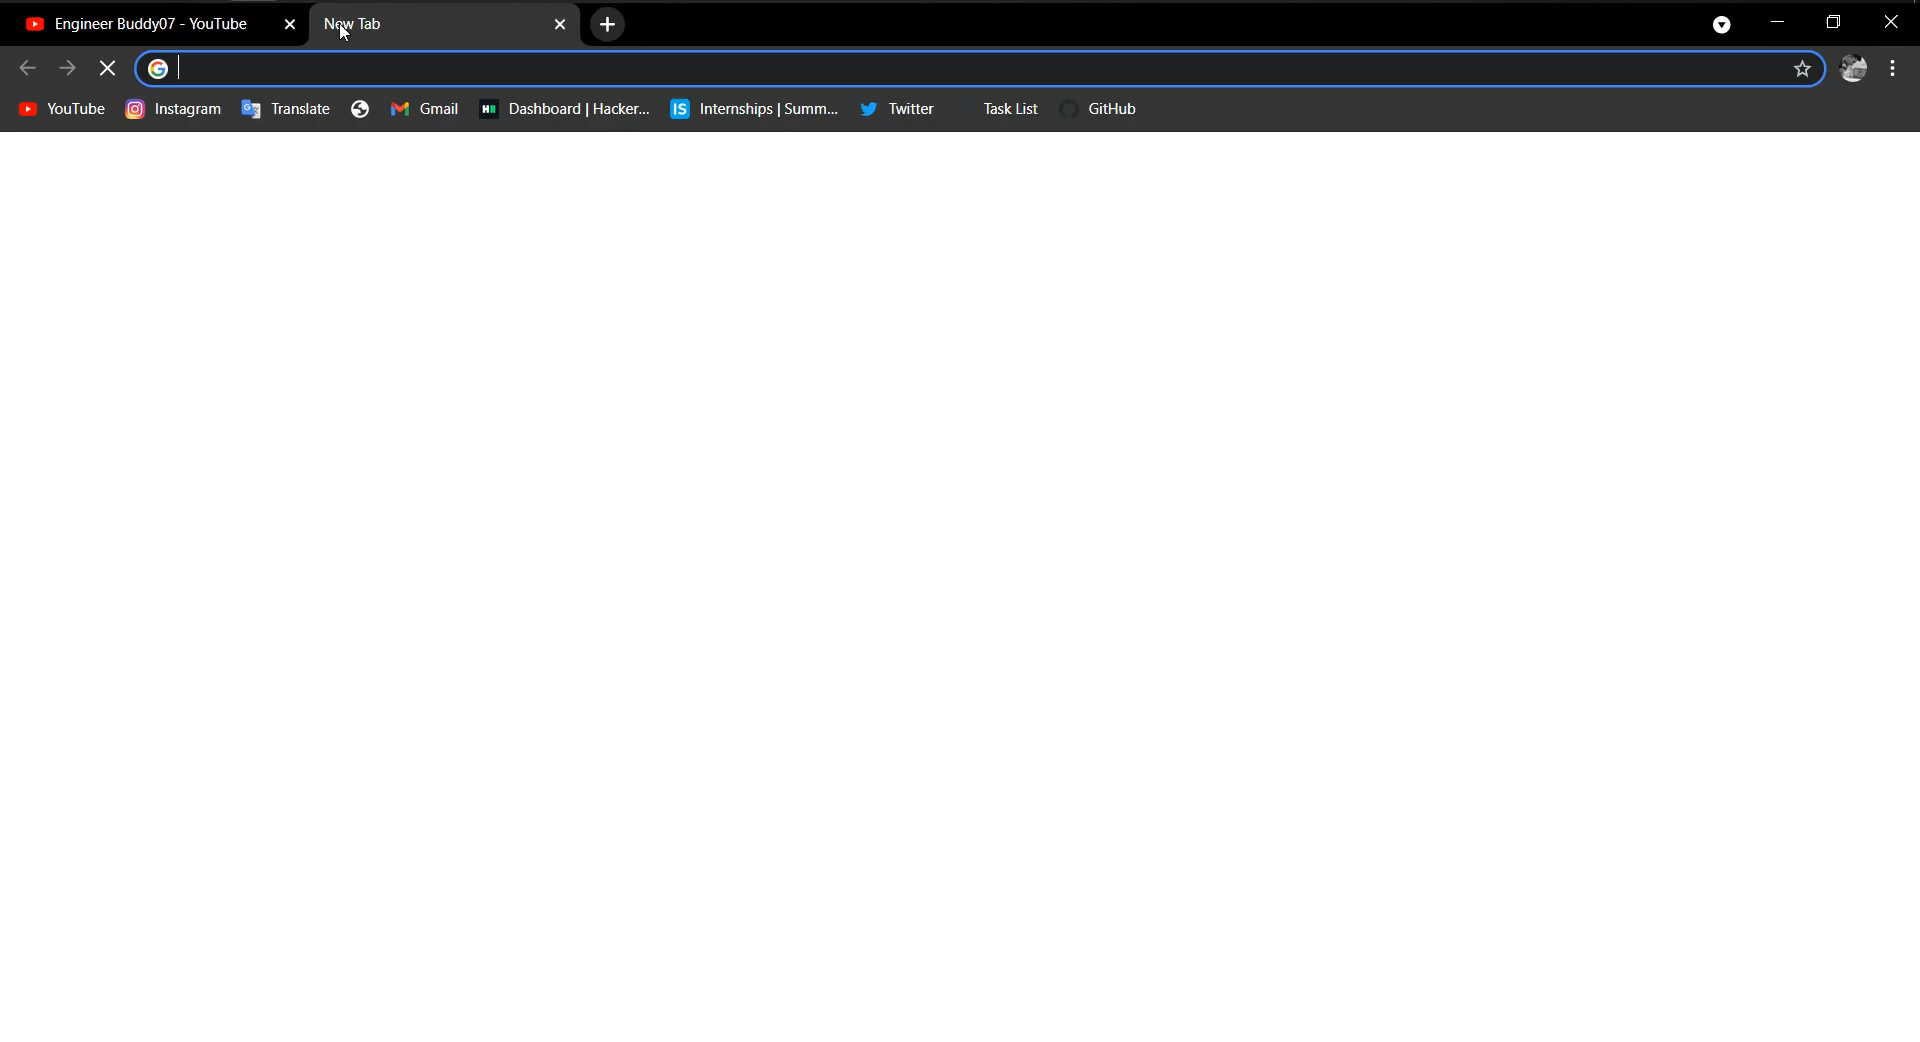 Engineer Buddy07 - YouTube
New Tab
YouTube Instagram Translate Gmail Dashboard | Hacker... Internships | Summ... Twitter Task List GitHub